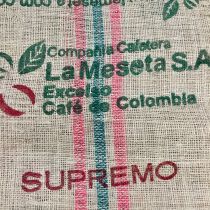 Compañia Cafetera
La Meseta S.A
Excelso
Café de Colombia
SUPREMO